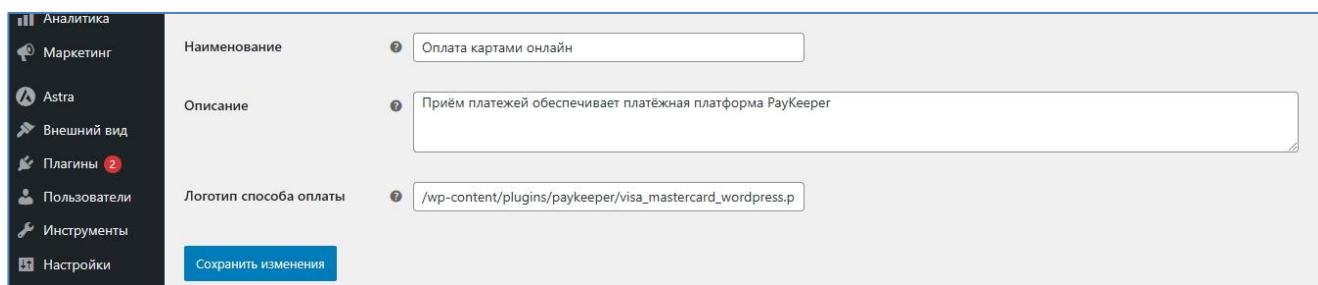 Аналитика
Маркетинг
Astra
Внешний вид
Плагины 2
Пользователи
Инструменты
Настройки
Наименование
Оплата картами онлайн
Описание
Приём платежей обеспечивает платёжная платформа PayKeeper
Логотип способа оплаты
/wp-content/plugins/paykeeper/visa_mastercard_wordpress.p
Сохранить изменения